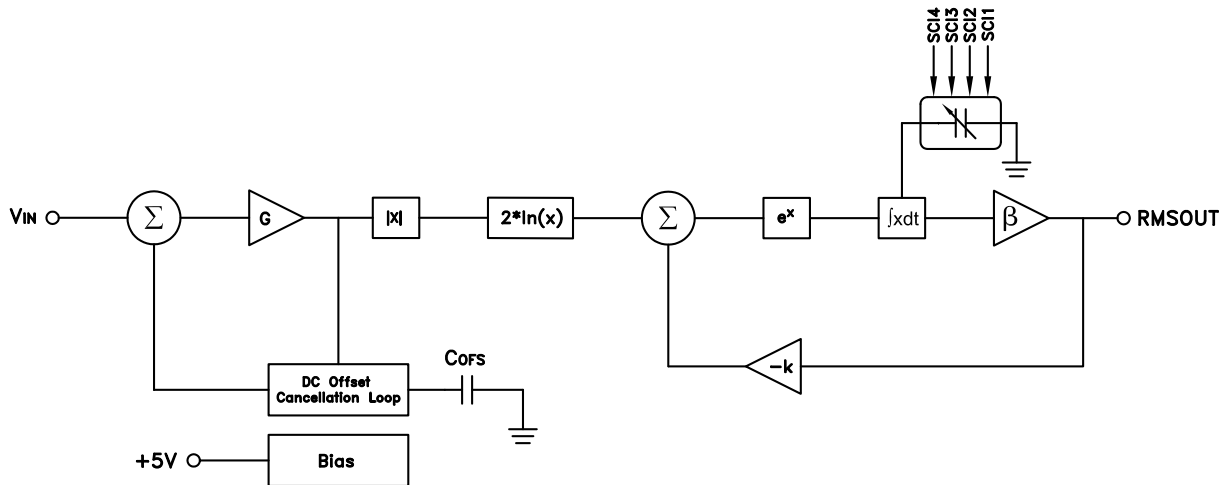 SCI4
SCI3
SCI2
SCI1
VIN
Σ
G
|x|
2*ln(x)
Σ
e^x
∫xdt
β
RMSOUT
-k
DC Offset
Cancellation Loop
COFS
+5V
Bias